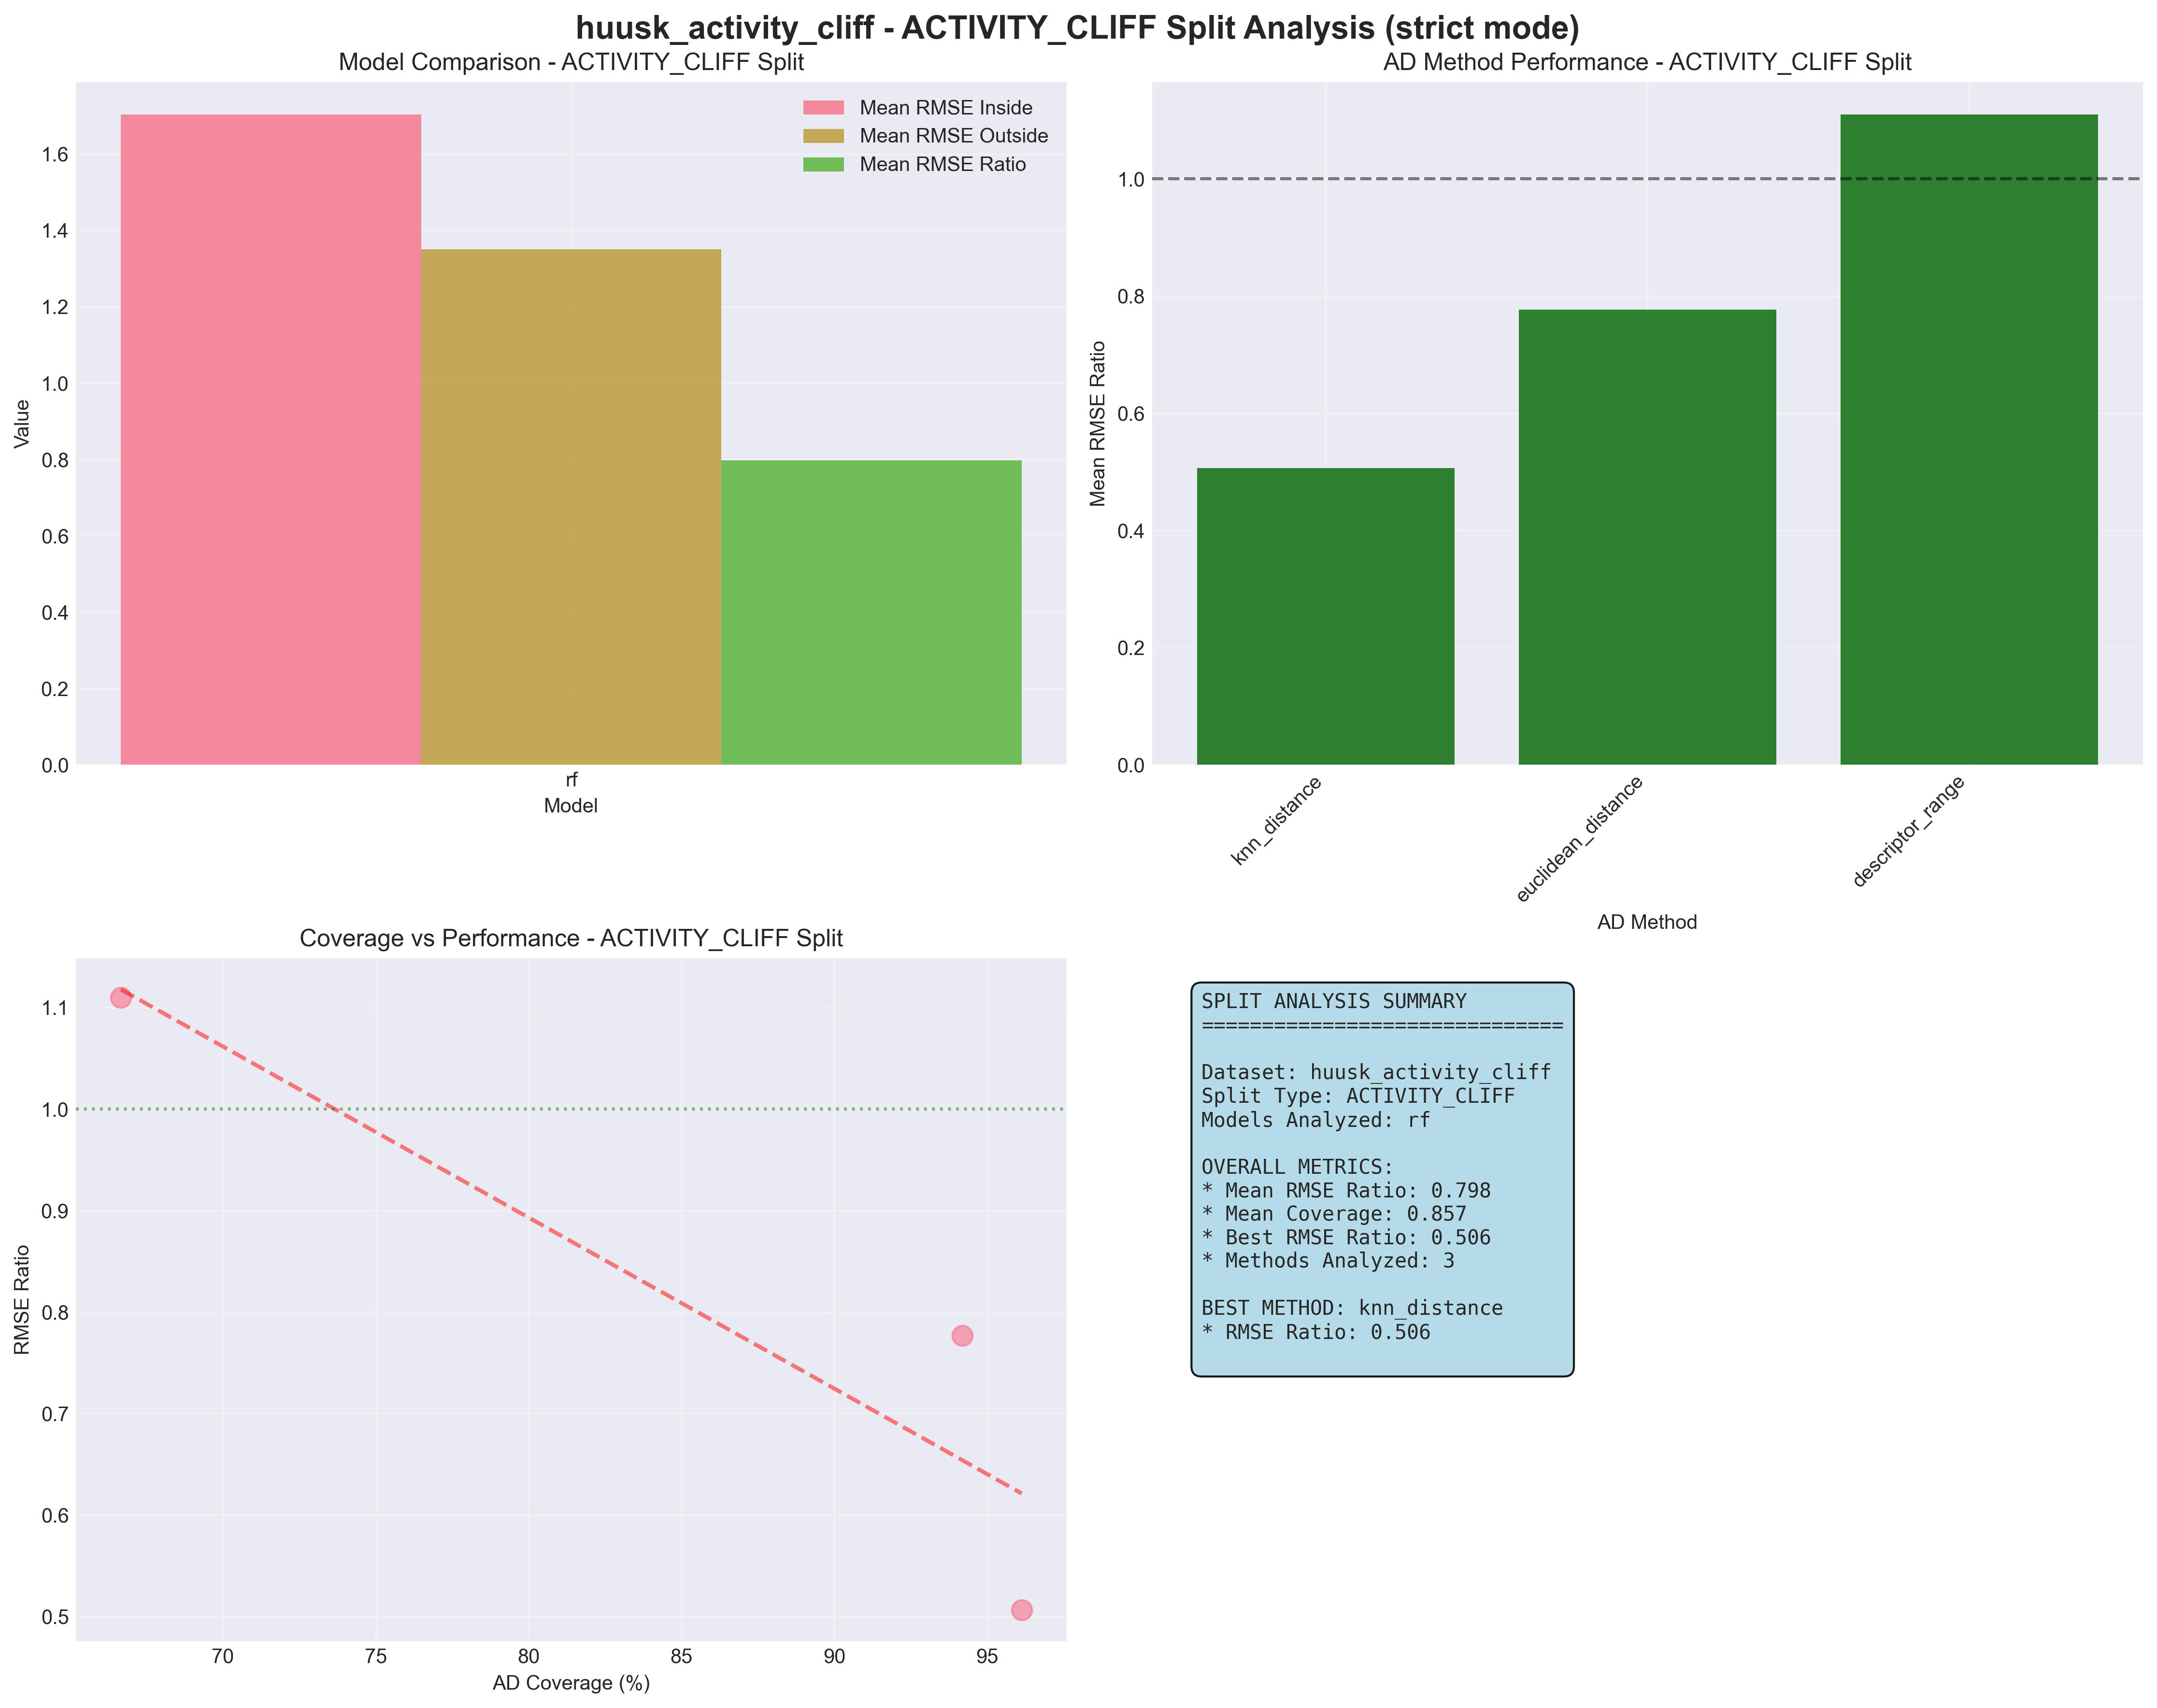 huusk_activity_cliff - ACTIVITY_CLIFF Split Analysis (strict mode)
Model Comparison - ACTIVITY_CLIFF Split
Mean RMSE Inside
Mean RMSE Outside
Mean RMSE Ratio
Value
1.6
1.4
1.2
1.0
0.8
0.6
0.4
0.2
0.0
rf
Model
AD Method Performance - ACTIVITY_CLIFF Split
Mean RMSE Ratio
1.0
0.8
0.6
0.4
0.2
0.0
knn_distance
euclidean_distance
descriptor_range
AD Method
Coverage vs Performance - ACTIVITY_CLIFF Split
RMSE Ratio
1.1
1.0
0.9
0.8
0.7
0.6
0.5
70
75
80
85
90
95
AD Coverage (%)
SPLIT ANALYSIS SUMMARY
==============================
Dataset: huusk_activity_cliff
Split Type: ACTIVITY_CLIFF
Models Analyzed: rf
OVERALL METRICS:
* Mean RMSE Ratio: 0.798
* Mean Coverage: 0.857
* Best RMSE Ratio: 0.506
* Methods Analyzed: 3
BEST METHOD: knn_distance
* RMSE Ratio: 0.506